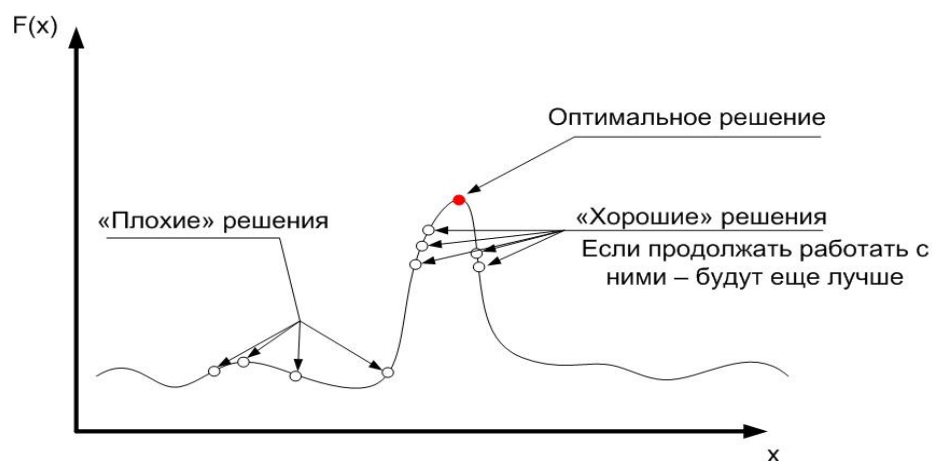 F(x)
Оптимальное решение
«Плохие» решения
«Хорошие» решения
Если продолжать работать с
ними – будут еще лучше
x